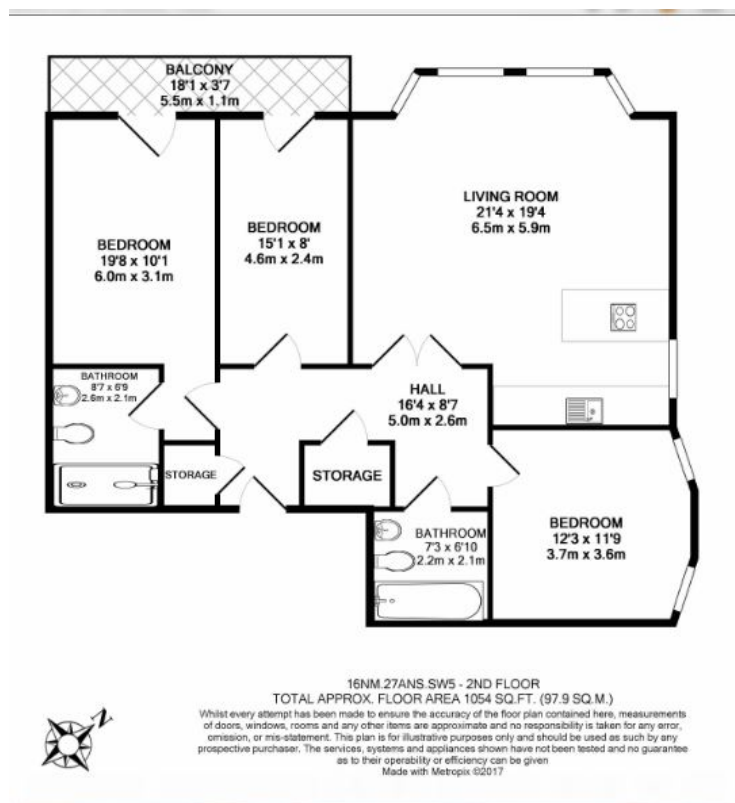 BALCONY
18'1 x 3'7
5.5m x 1.1m
BEDROOM
19'8 x 10'1
6.0m x 3.1m
BEDROOM
15'1 x 8'
4.6m x 2.4m
LIVING ROOM
21'4 x 19'4
6.5m x 5.9m
BATHROOM
8'7 x 6'9
2.6m x 2.1m
HALL
16'4 x 8'7
5.0m x 2.6m
STORAGE
STORAGE
BATHROOM
7'3 x 6'10
2.2m x 2.1m
BEDROOM
12'3 x 11'9
3.7m x 3.6m
N
16NM.27ANS.SW5 - 2ND FLOOR
TOTAL APPROX. FLOOR AREA 1054 SQ.FT. (97.9 SQ.M.)
Whilst every attempt has been made to ensure the accuracy of the floor plan contained here, measurements
of doors, windows, rooms and any other items are approximate and no responsibility is taken for any error,
omission, or mis-statement. This plan is for illustrative purposes only and should be used as such by any
prospective purchaser. The services, systems and appliances shown have not been tested and no guarantee
as to their operability or efficiency can be given
Made with Metropix ©2017